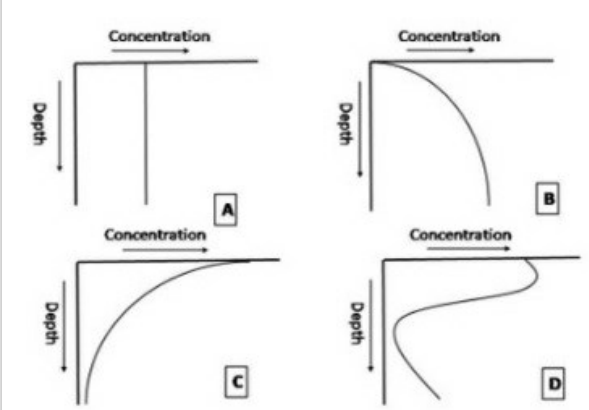 Concentration
Depth
A
Concentration
Depth
B
Concentration
Depth
C
Concentration
Depth
D